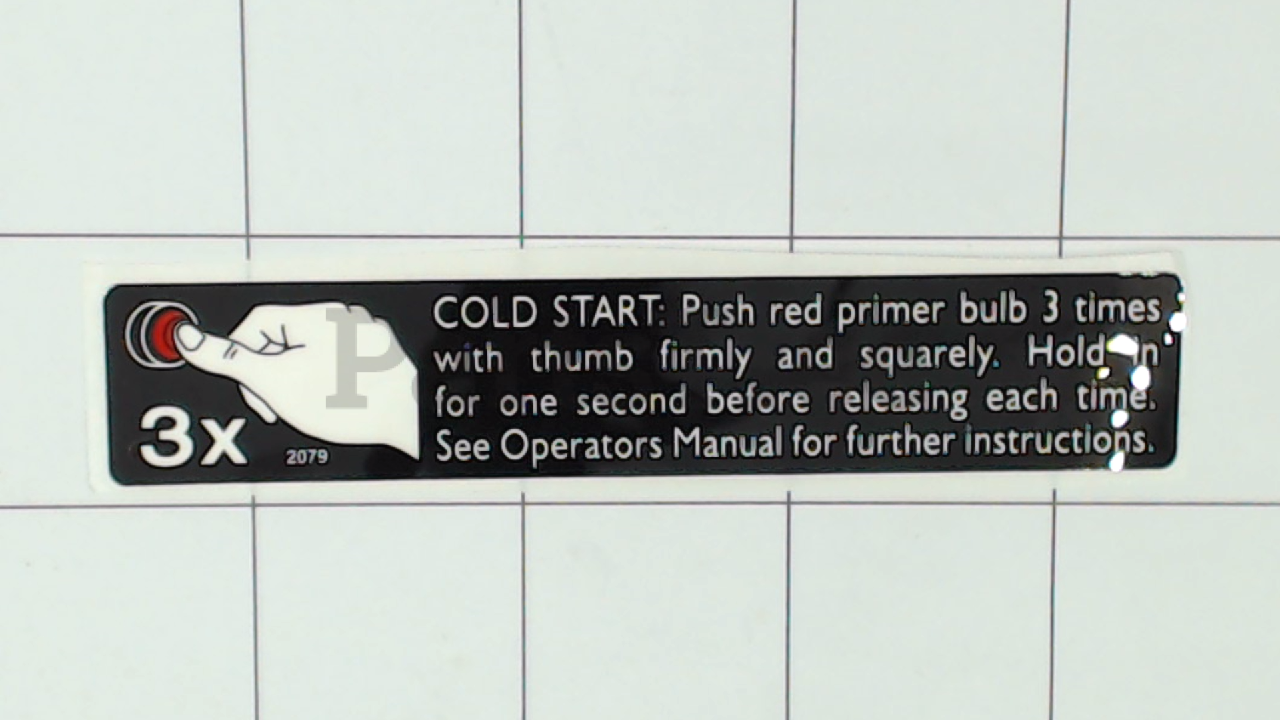 COLD START: Push red primer bulb 3 times
with thumb firmly and squarely. Hold in
for one second before releasing each time.
See Operators Manual for further instructions.
3x
2079